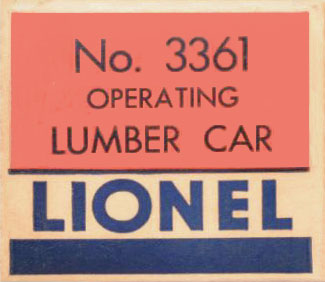 No. 3361
OPERATING
LUMBER CAR
LIONEL